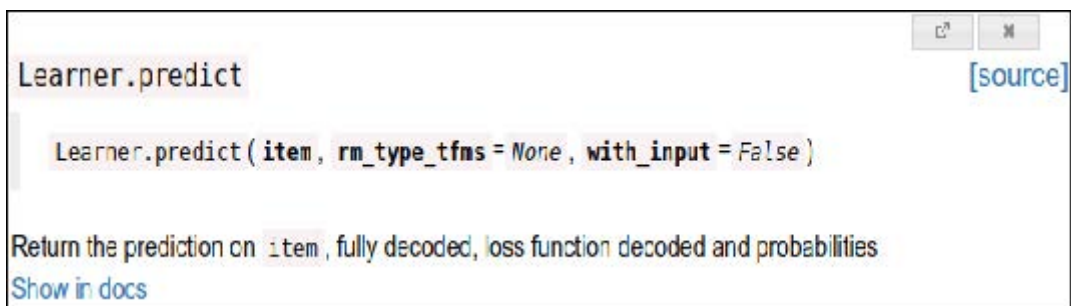 Learner.predict [source]
Learner.predict(item, rm_type_tfms=None, with_input=False)
Return the prediction on item, fully decoded, loss function decoded and probabilities
Show in docs